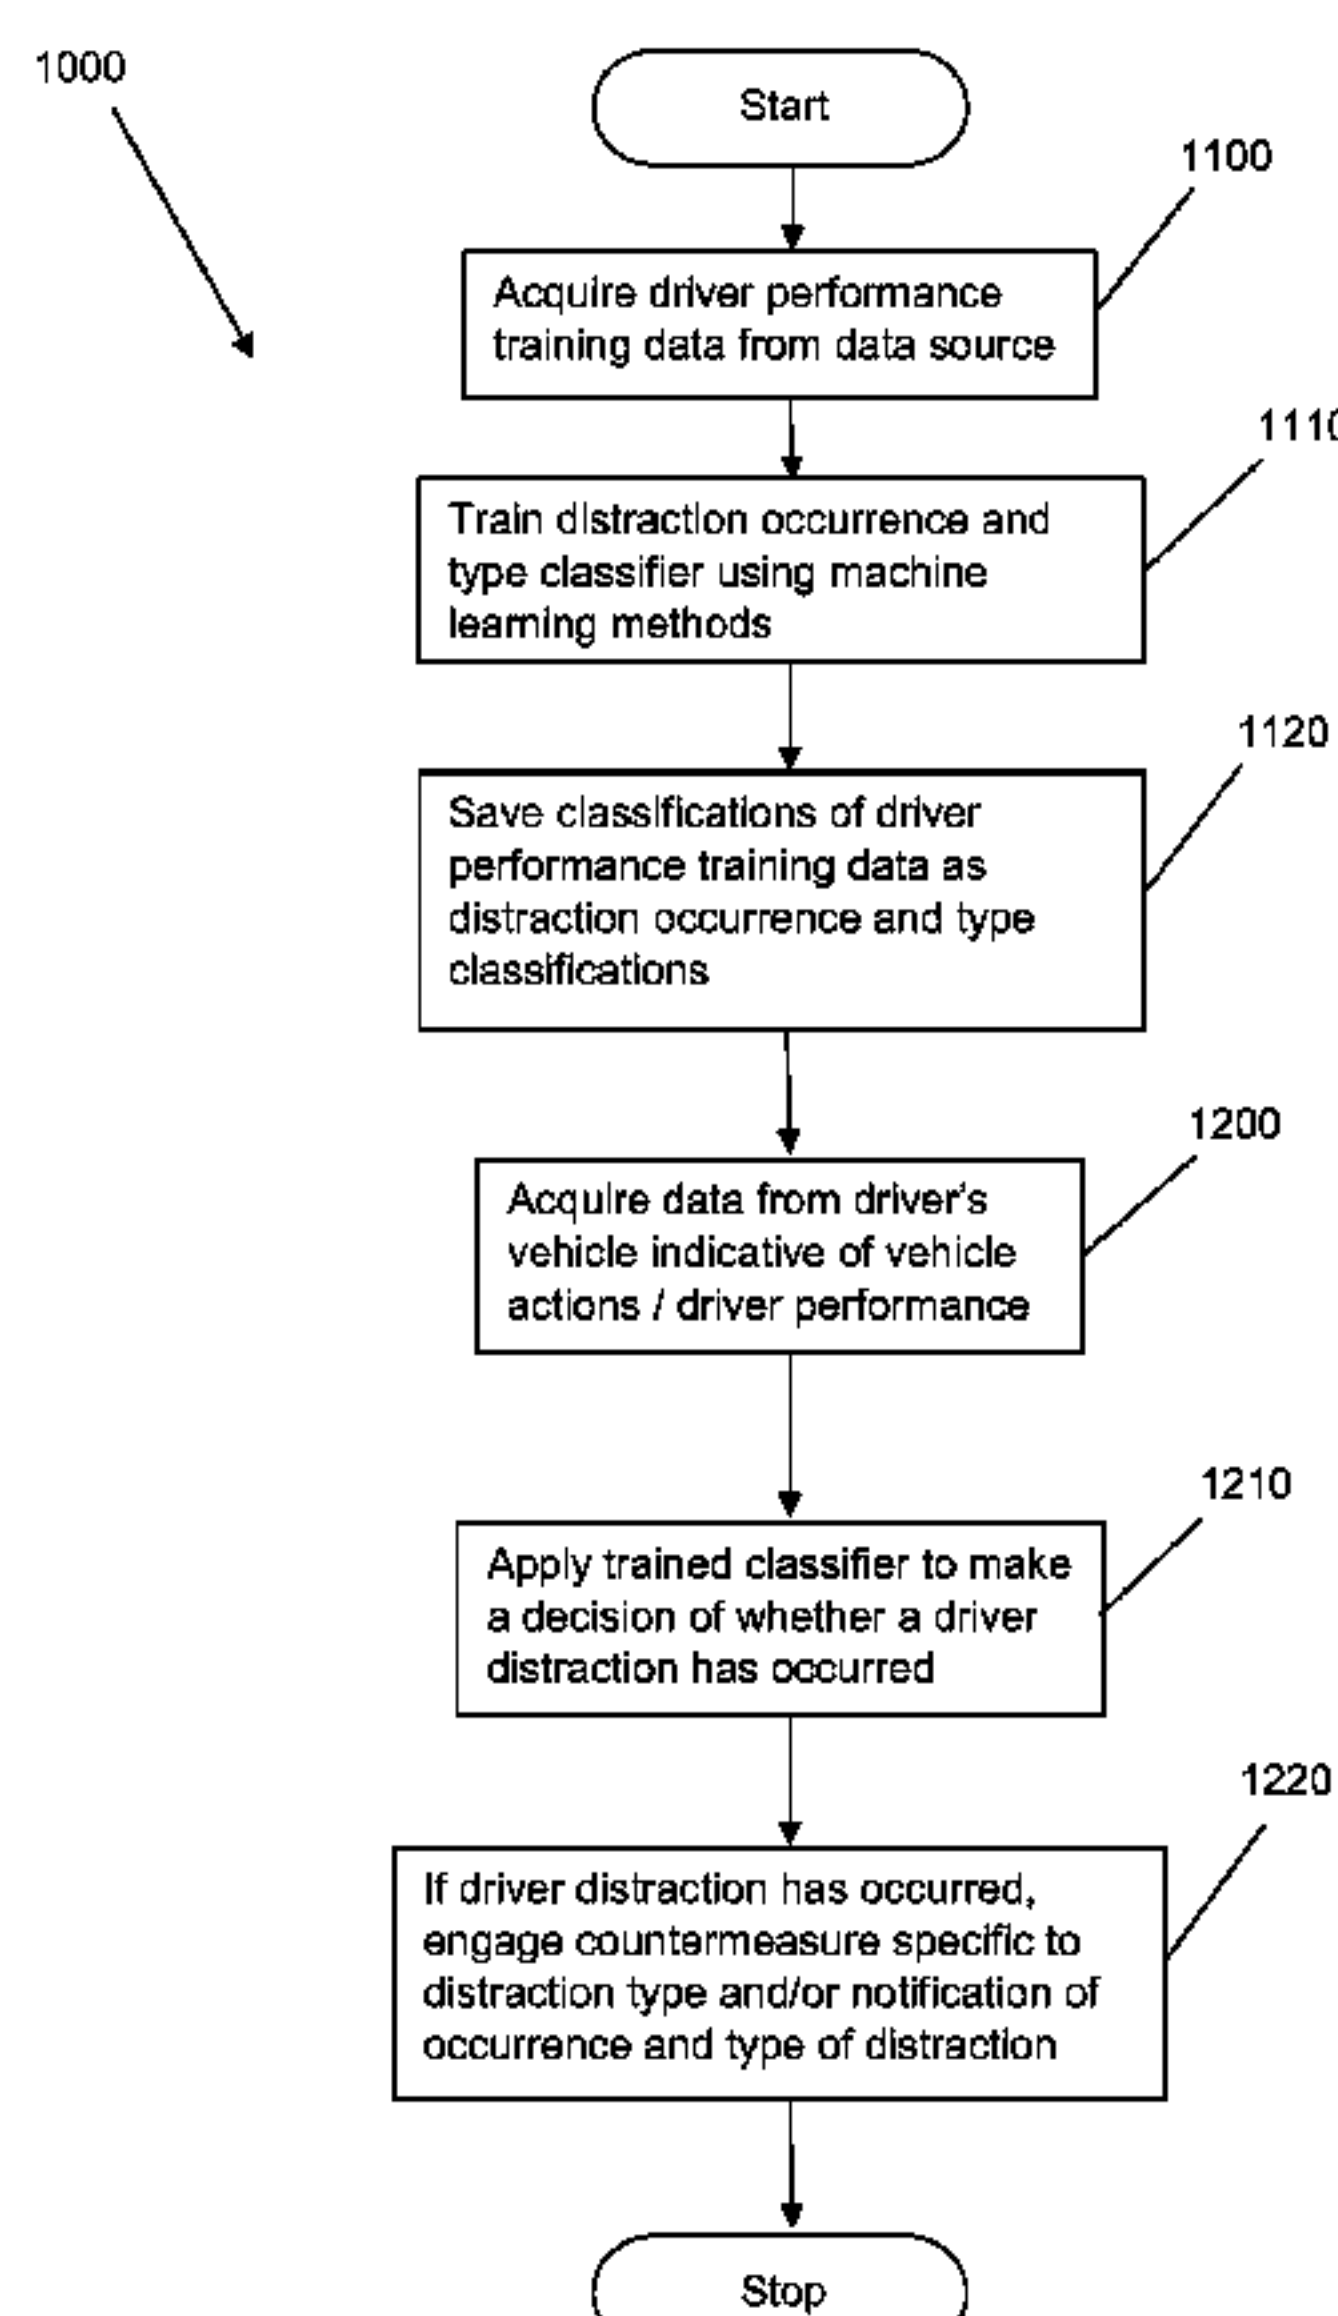 1000
Start
1100
Acquire driver performance
training data from data source
1110
Train distraction occurrence and
type classifier using machine
learning methods
1120
Save classifications of driver
performance training data as
distraction occurrence and type
classifications
1200
Acquire data from driver's
vehicle indicative of vehicle
actions / driver performance
1210
Apply trained classifier to make
a decision of whether a driver
distraction has occurred
1220
If driver distraction has occurred,
engage countermeasure specific to
distraction type and/or notification of
occurrence and type of distraction
Stop